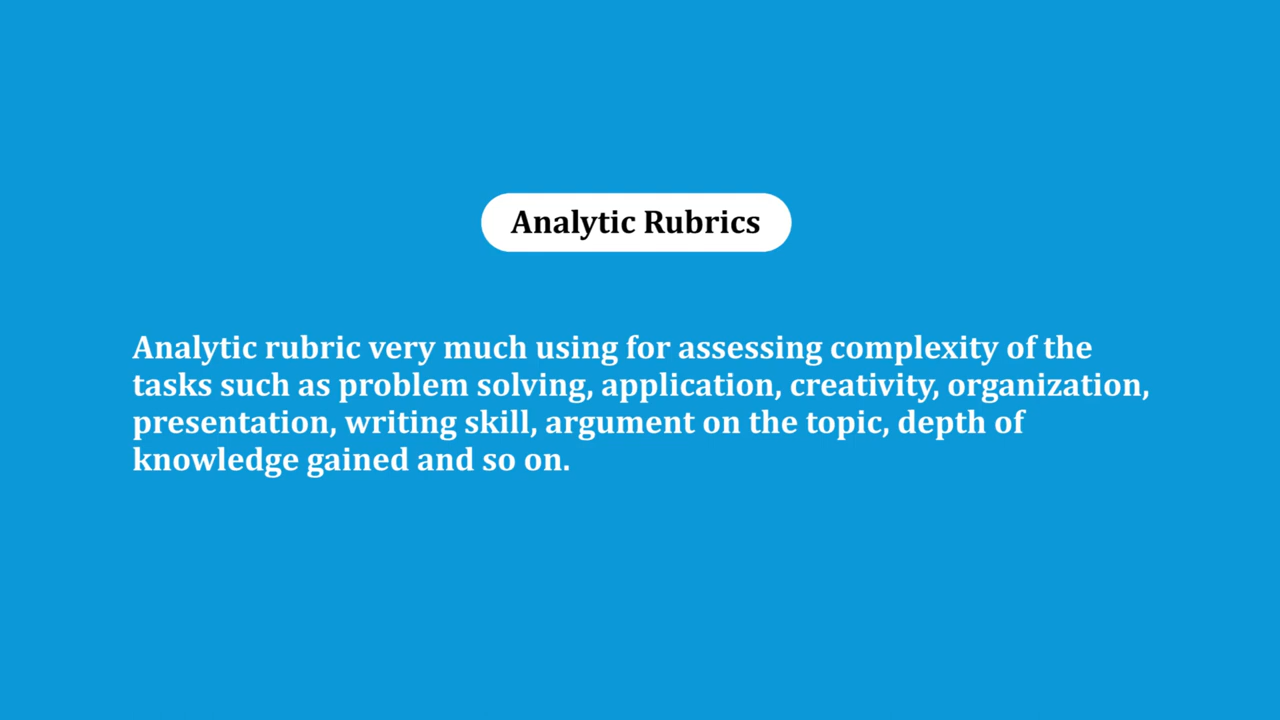 Analytic Rubrics
Analytic rubric very much using for assessing complexity of the
tasks such as problem solving, application, creativity, organization,
presentation, writing skill, argument on the topic, depth of
knowledge gained and so on.